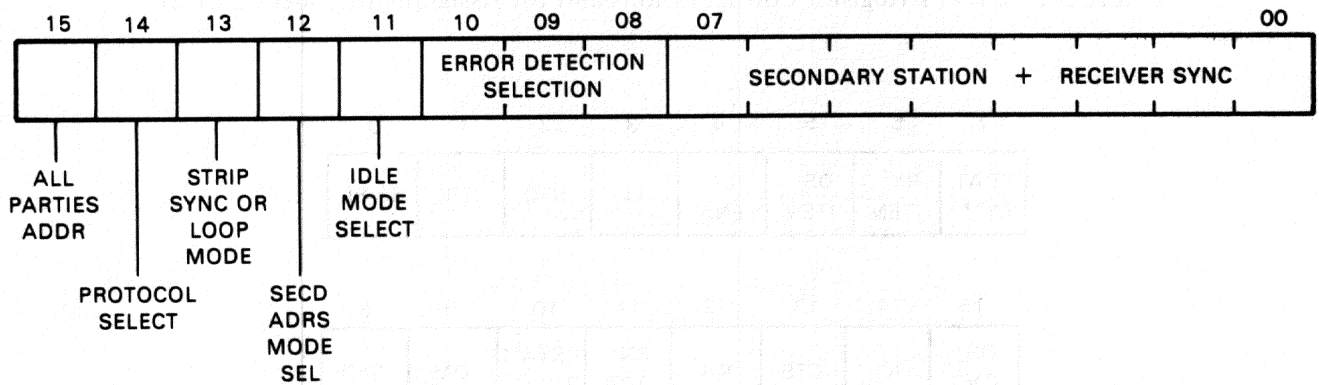 15 14 13 12 11 10 09 08 07 00
ERROR DETECTION
SELECTION
SECONDARY STATION + RECEIVER SYNC
ALL
PARTIES
ADDR
PROTOCOL
SELECT
STRIP
SYNC OR
LOOP
MODE
SECD
ADRS
MODE
SEL
IDLE
MODE
SELECT